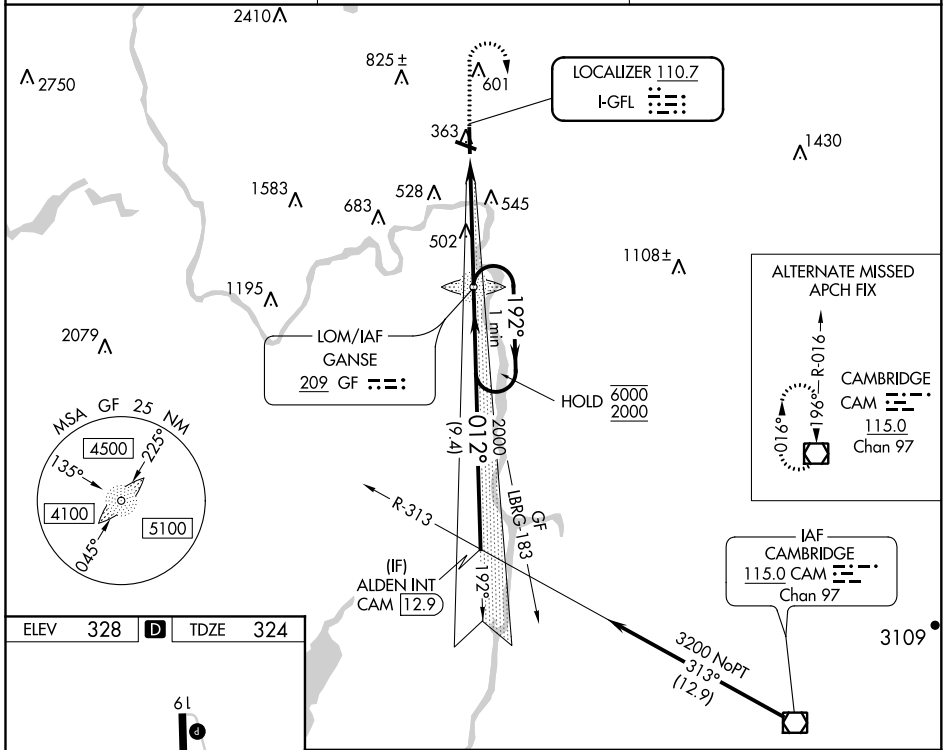 2410
2750
825 ±
601
LOCALIZER 110.7
I-GFL
363
1430
1583
528
683
545
502
1108 ±
1195
2079
ALTERNATE MISSED
APCH FIX
R-016
196°
016°
CAMBRIDGE
CAM
115.0
Chan 97
LOM/IAF
GANSE
209 GF
192°
1 min
HOLD 6000
2000
MSA GF 25 NM
4500
225°
135°
4100
5100
045°
012°
(9.4)
2000
GF
LBRG-183
R-313
(IF)
ALDEN INT
CAM 12.9
192°
IAF
CAMBRIDGE
115.0 CAM
Chan 97
3109
3200 NoPT
313°
(12.9)
ELEV 328 D TDZE 324
19
P